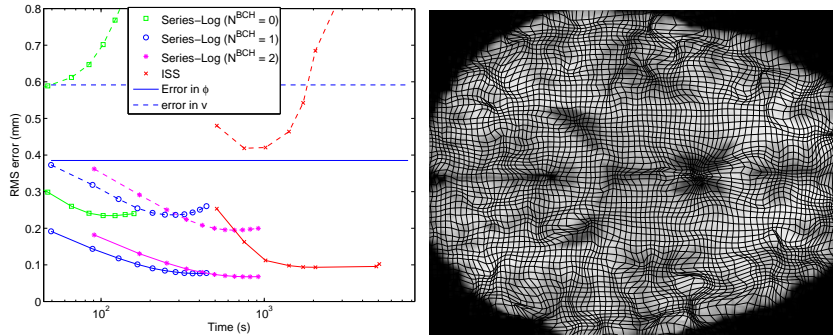 0.8
0.7
0.6
0.5
0.4
0.3
0.2
0.1
0
RMS error (mm)
10^2
10^3
Time (s)
Series−Log (N^BCH = 0)
Series−Log (N^BCH = 1)
Series−Log (N^BCH = 2)
ISS
Error in ϕ
error in v